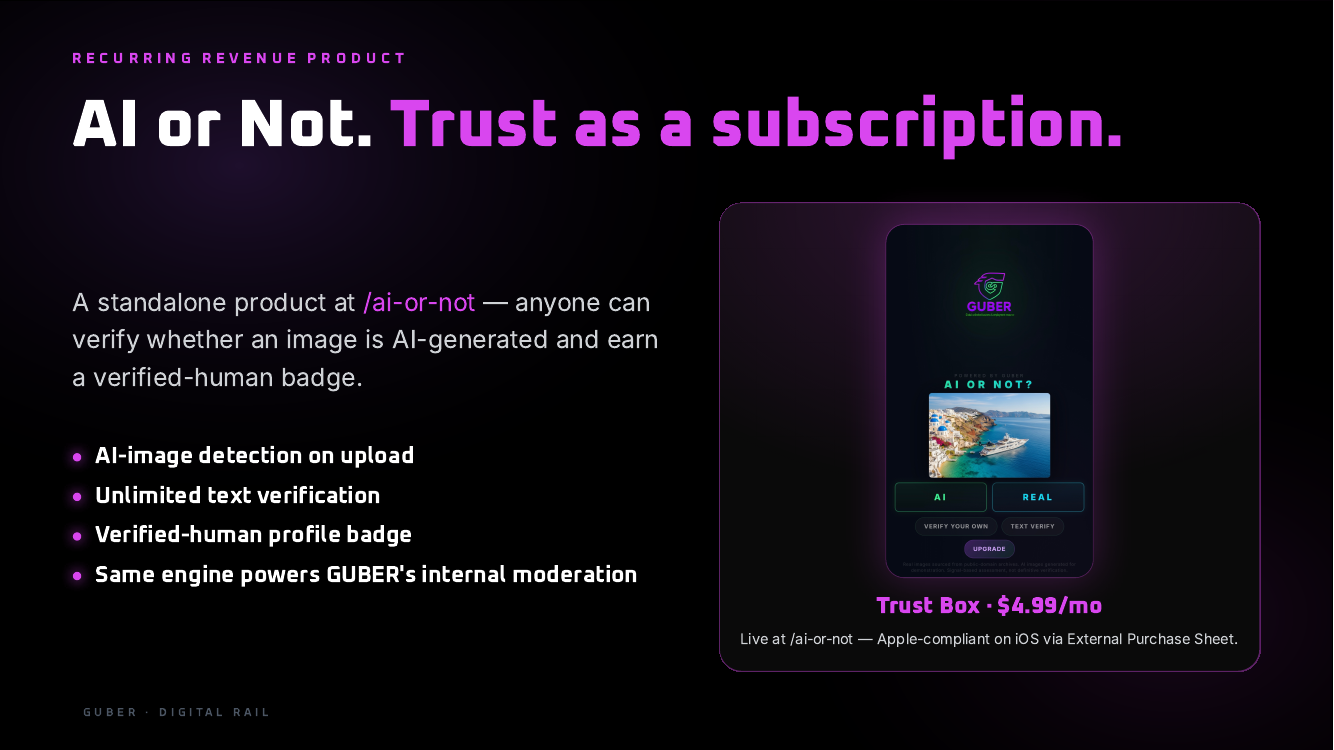 RECURRING REVENUE PRODUCT
AI or Not. Trust as a subscription.
A standalone product at /ai-or-not — anyone can
verify whether an image is AI-generated and earn
a verified-human badge.
• AI-image detection on upload
• Unlimited text verification
• Verified-human profile badge
• Same engine powers GUBER's internal moderation
GUBER
POWERED BY GUBER
AI OR NOT?
AI
REAL
VERIFY YOUR OWN
TEXT VERIFY
UPGRADE
Trust Box · $4.99/mo
Live at /ai-or-not — Apple-compliant on iOS via External Purchase Sheet.
GUBER · DIGITAL RAIL